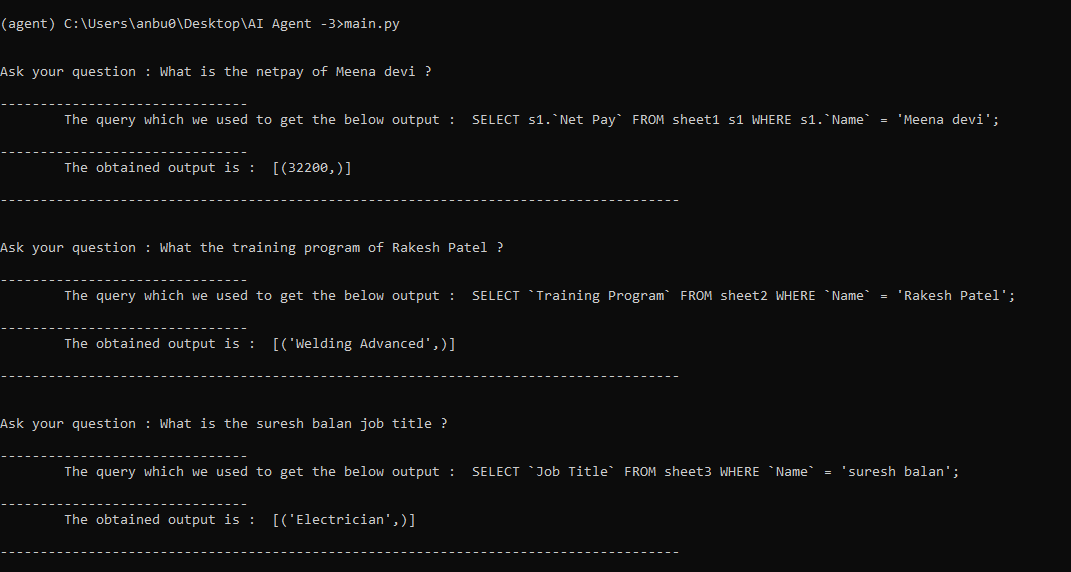 (agent) C:\Users\anbu0\Desktop\AI Agent -3>main.py
Ask your question : What is the netpay of Meena devi ?
-------------------------------
The query which we used to get the below output :  SELECT s1.`Net Pay` FROM sheet1 s1 WHERE s1.`Name` = 'Meena devi';
-------------------------------
The obtained output is :  [(32200,)]
-------------------------------------------------------------------------------------
Ask your question : What the training program of Rakesh Patel ?
-------------------------------
The query which we used to get the below output :  SELECT `Training Program` FROM sheet2 WHERE `Name` = 'Rakesh Patel';
-------------------------------
The obtained output is :  [('Welding Advanced',)]
-------------------------------------------------------------------------------------
Ask your question : What is the suresh balan job title ?
-------------------------------
The query which we used to get the below output :  SELECT `Job Title` FROM sheet3 WHERE `Name` = 'suresh balan';
-------------------------------
The obtained output is :  [('Electrician',)]
-------------------------------------------------------------------------------------